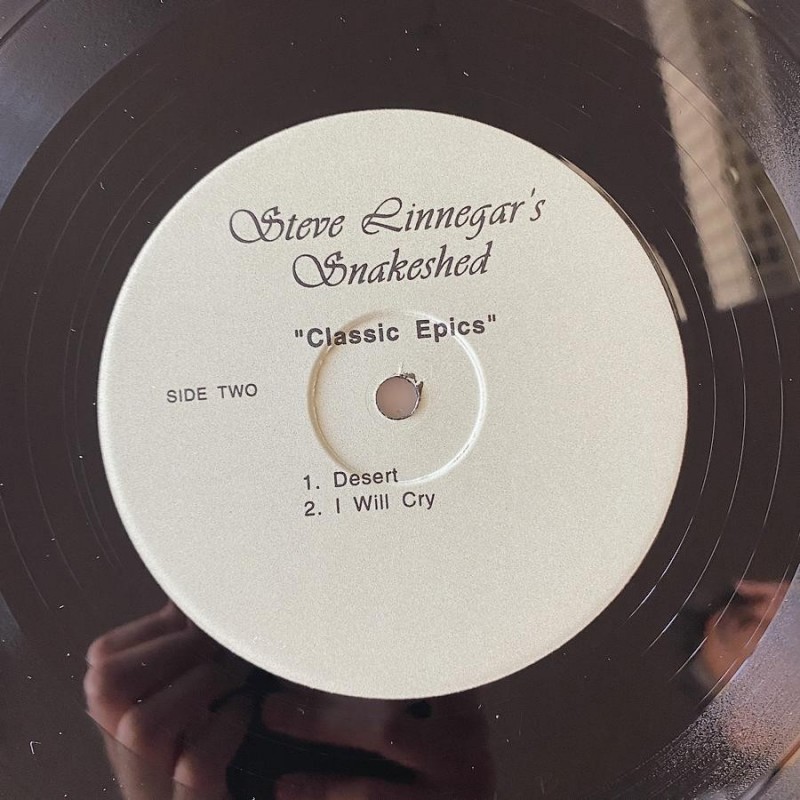 Steve Linnegar's
Snakeshed
"Classic Epics"
SIDE TWO
1. Desert
2. I Will Cry